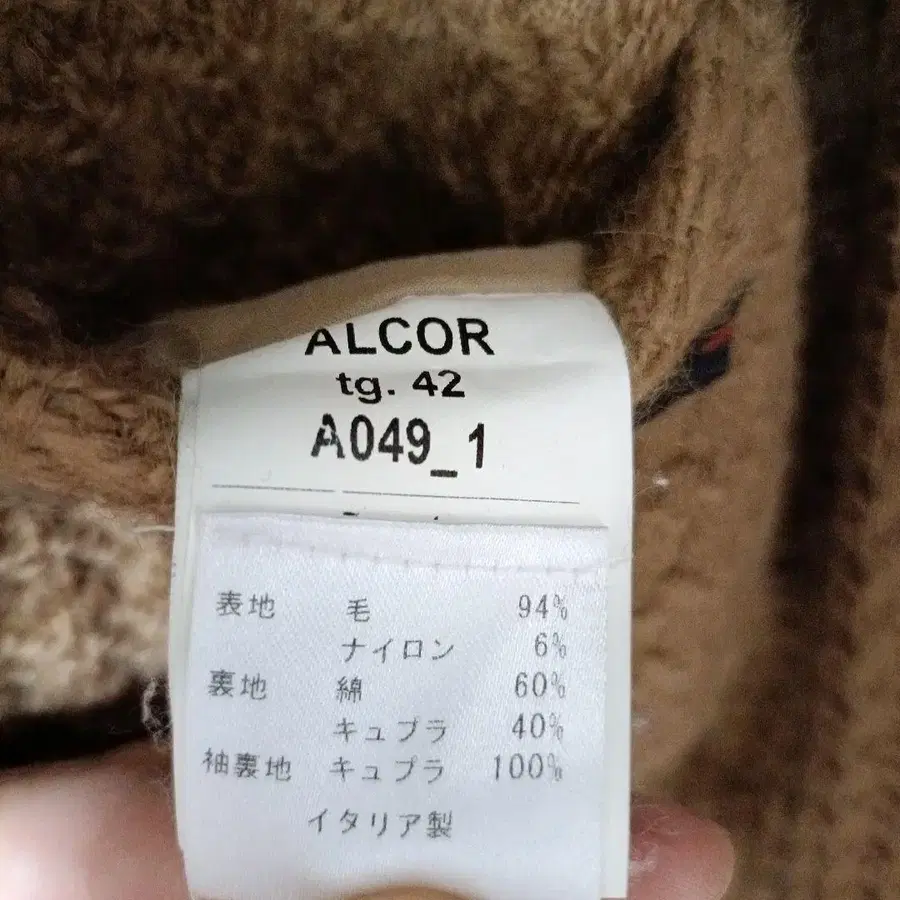 ALCOR
tg. 42
A049_1
表地 毛 94%
ナイロン 6%
裏地 綿 60%
キュプラ 40%
袖裏地 キュプラ 100%
イタリア製